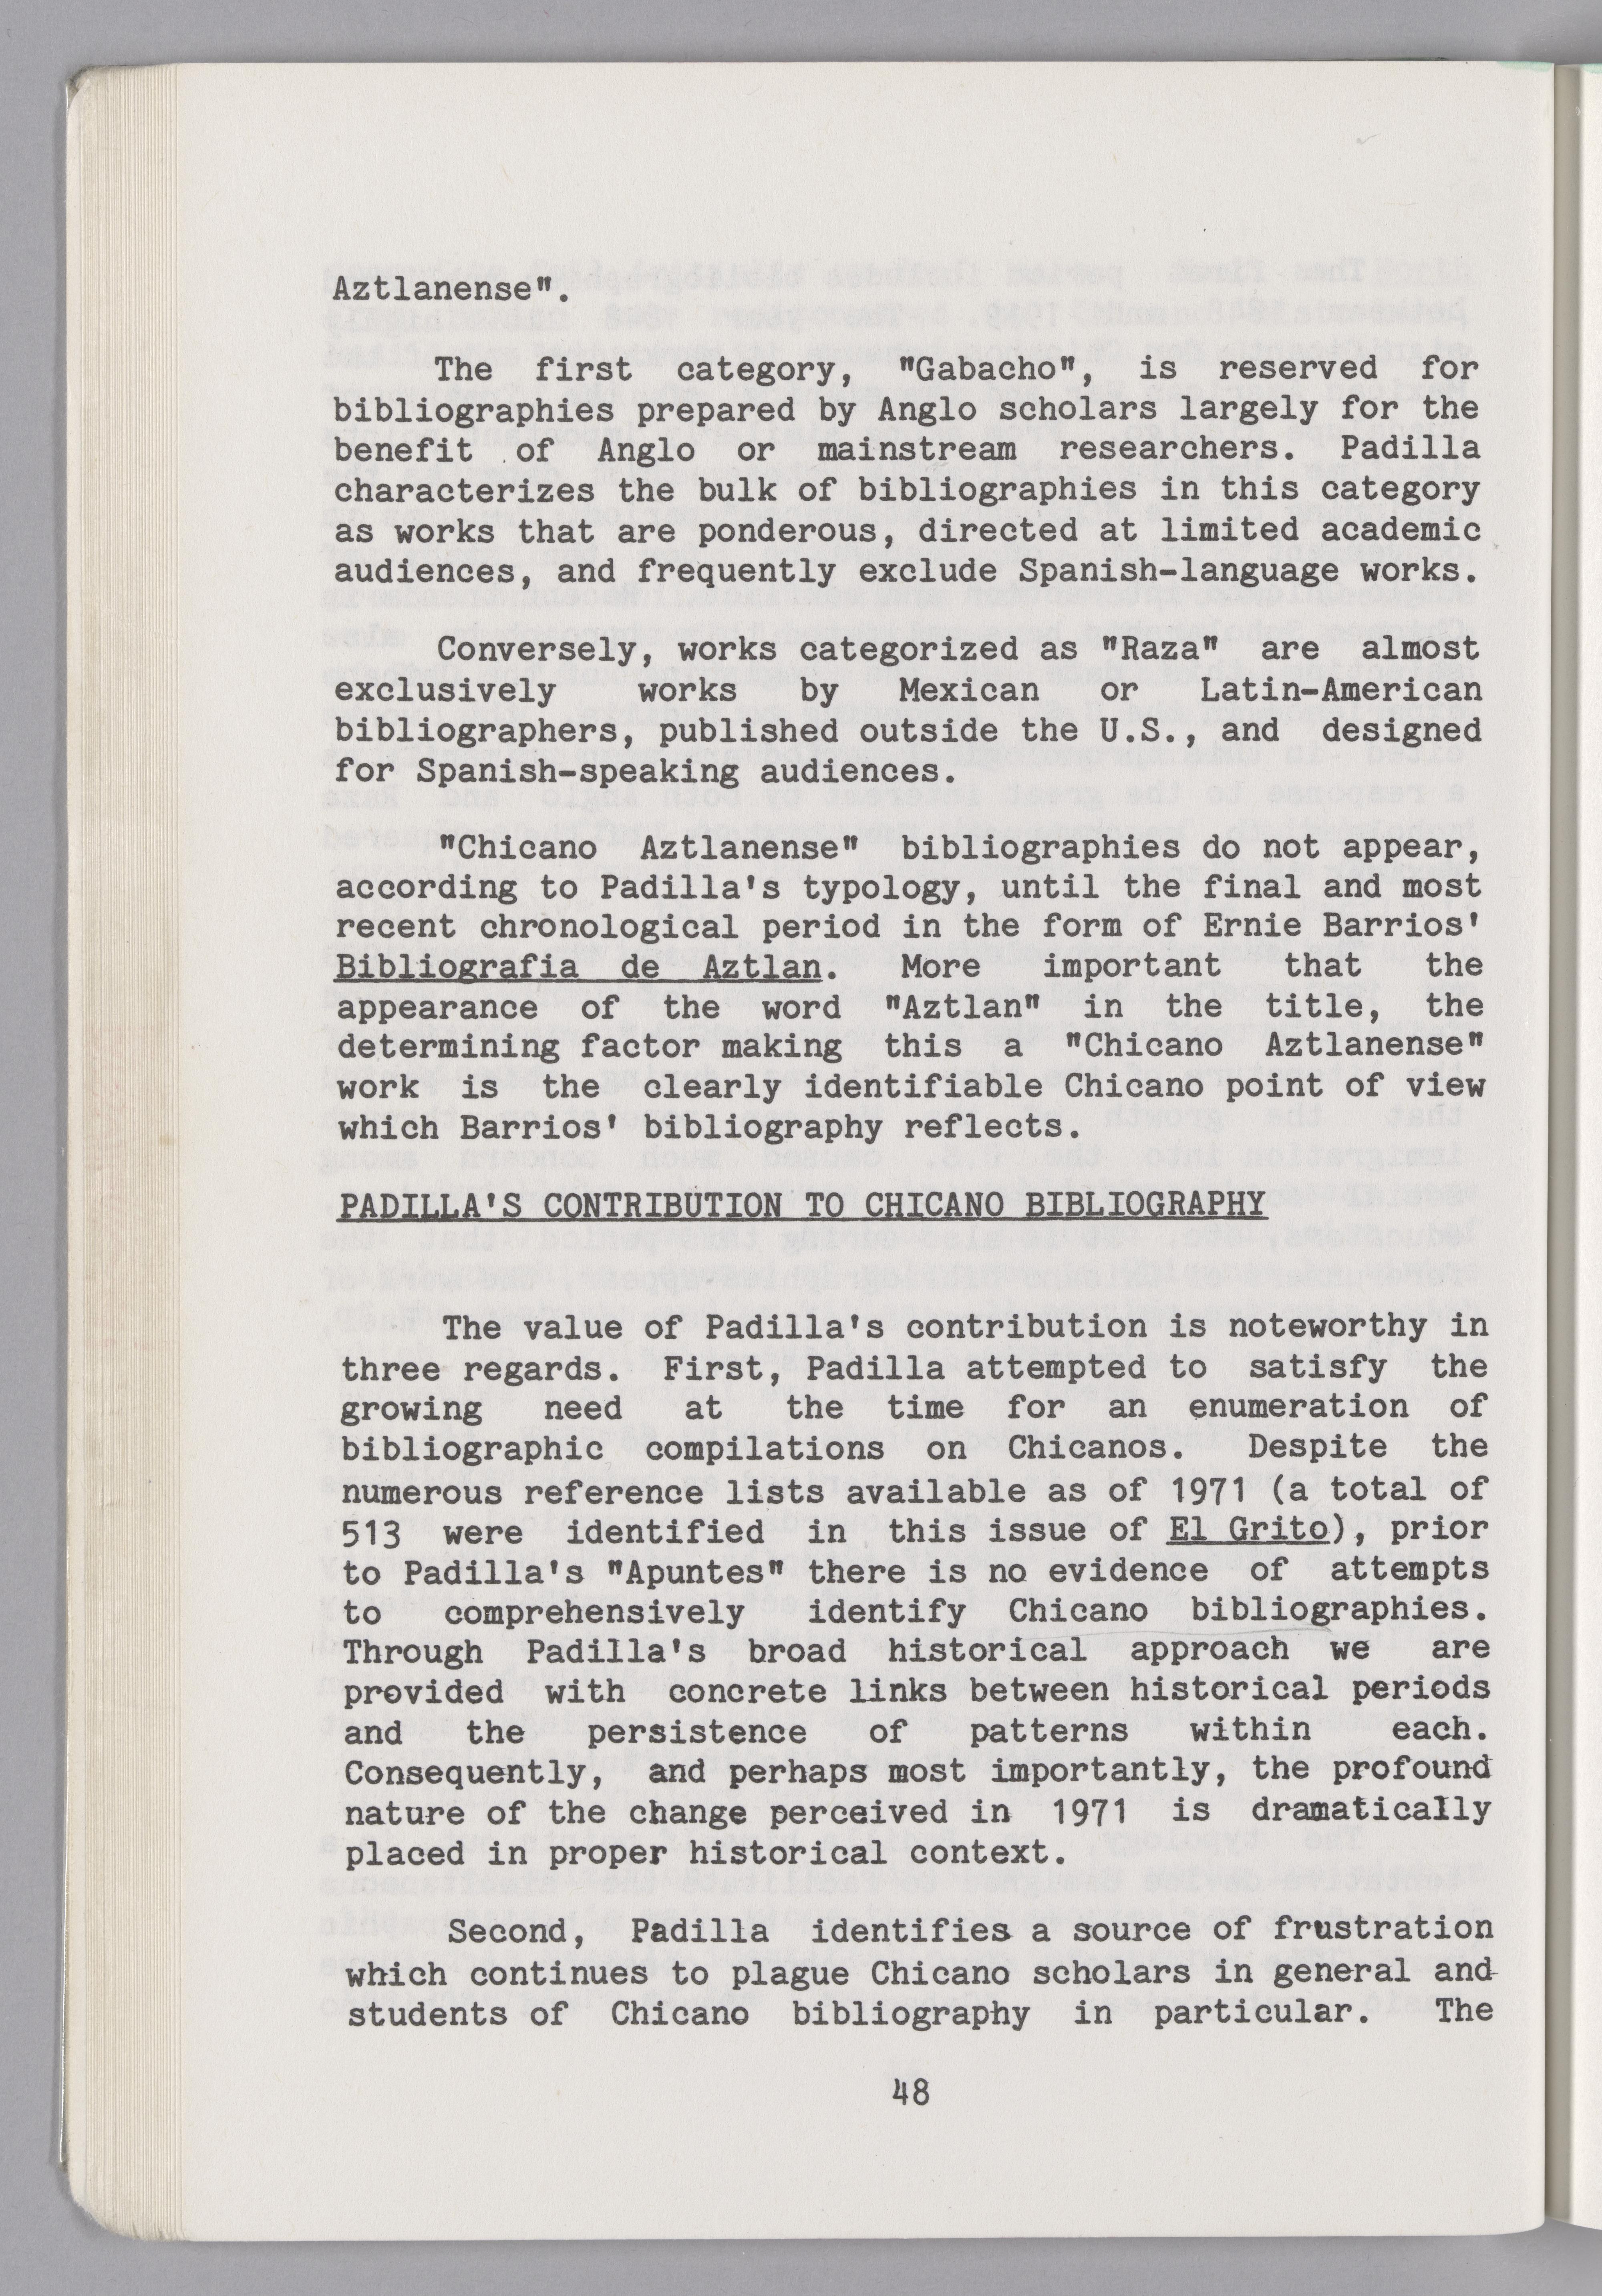 Aztlanense".
The first category, "Gabacho", is reserved for
bibliographies prepared by Anglo scholars largely for the
benefit of Anglo or mainstream researchers. Padilla
characterizes the bulk of bibliographies in this category
as works that are ponderous, directed at limited academic
audiences, and frequently exclude Spanish-language works.
Conversely, works categorized as "Raza" are almost
exclusively works by Mexican or Latin-American
bibliographers, published outside the U.S., and designed
for Spanish-speaking audiences.
"Chicano Aztlanense" bibliographies do not appear,
according to Padilla's typology, until the final and most
recent chronological period in the form of Ernie Barrios'
Bibliografia de Aztlan. More important that the
appearance of the word "Aztlan" in the title, the
determining factor making this a "Chicano Aztlanense"
work is the clearly identifiable Chicano point of view
which Barrios' bibliography reflects.
PADILLA'S CONTRIBUTION TO CHICANO BIBLIOGRAPHY
The value of Padilla's contribution is noteworthy in
three regards. First, Padilla attempted to satisfy the
growing need at the time for an enumeration of
bibliographic compilations on Chicanos. Despite the
numerous reference lists available as of 1971 (a total of
513 were identified in this issue of El Grito), prior
to Padilla's "Apuntes" there is no evidence of attempts
to comprehensively identify Chicano bibliographies.
Through Padilla's broad historical approach we are
provided with concrete links between historical periods
and the persistence of patterns within each.
Consequently, and perhaps most importantly, the profound
nature of the change perceived in 1971 is dramatically
placed in proper historical context.
Second, Padilla identifies a source of frustration
which continues to plague Chicano scholars in general and
students of Chicano bibliography in particular. The
48